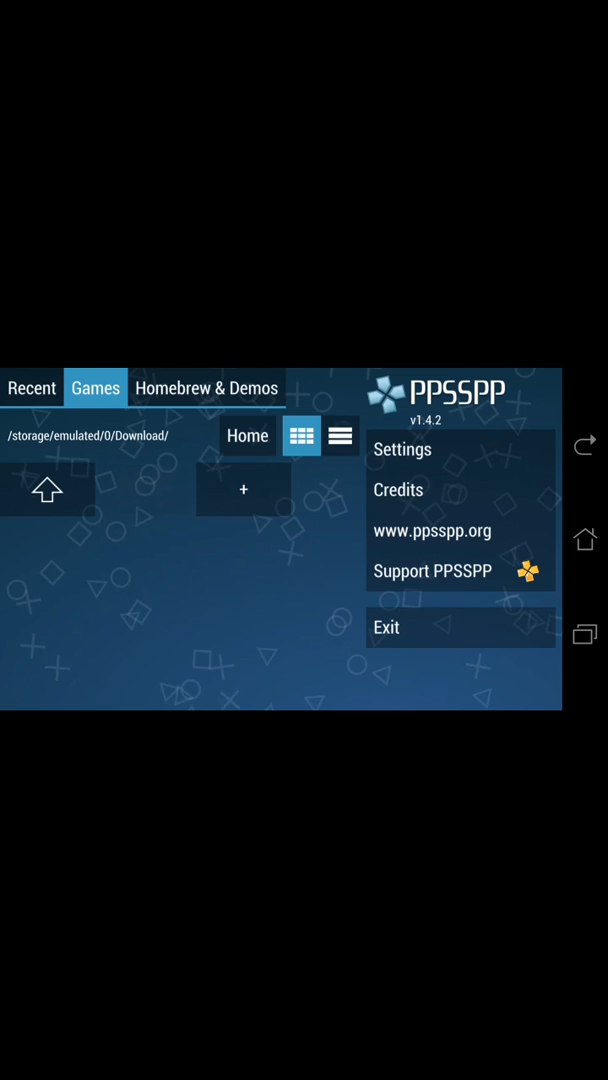 Recent Games Homebrew & Demos
PPSSPP
v1.4.2
/storage/emulated/0/Download/ Home
+
Settings
Credits
www.ppsspp.org
Support PPSSPP
Exit